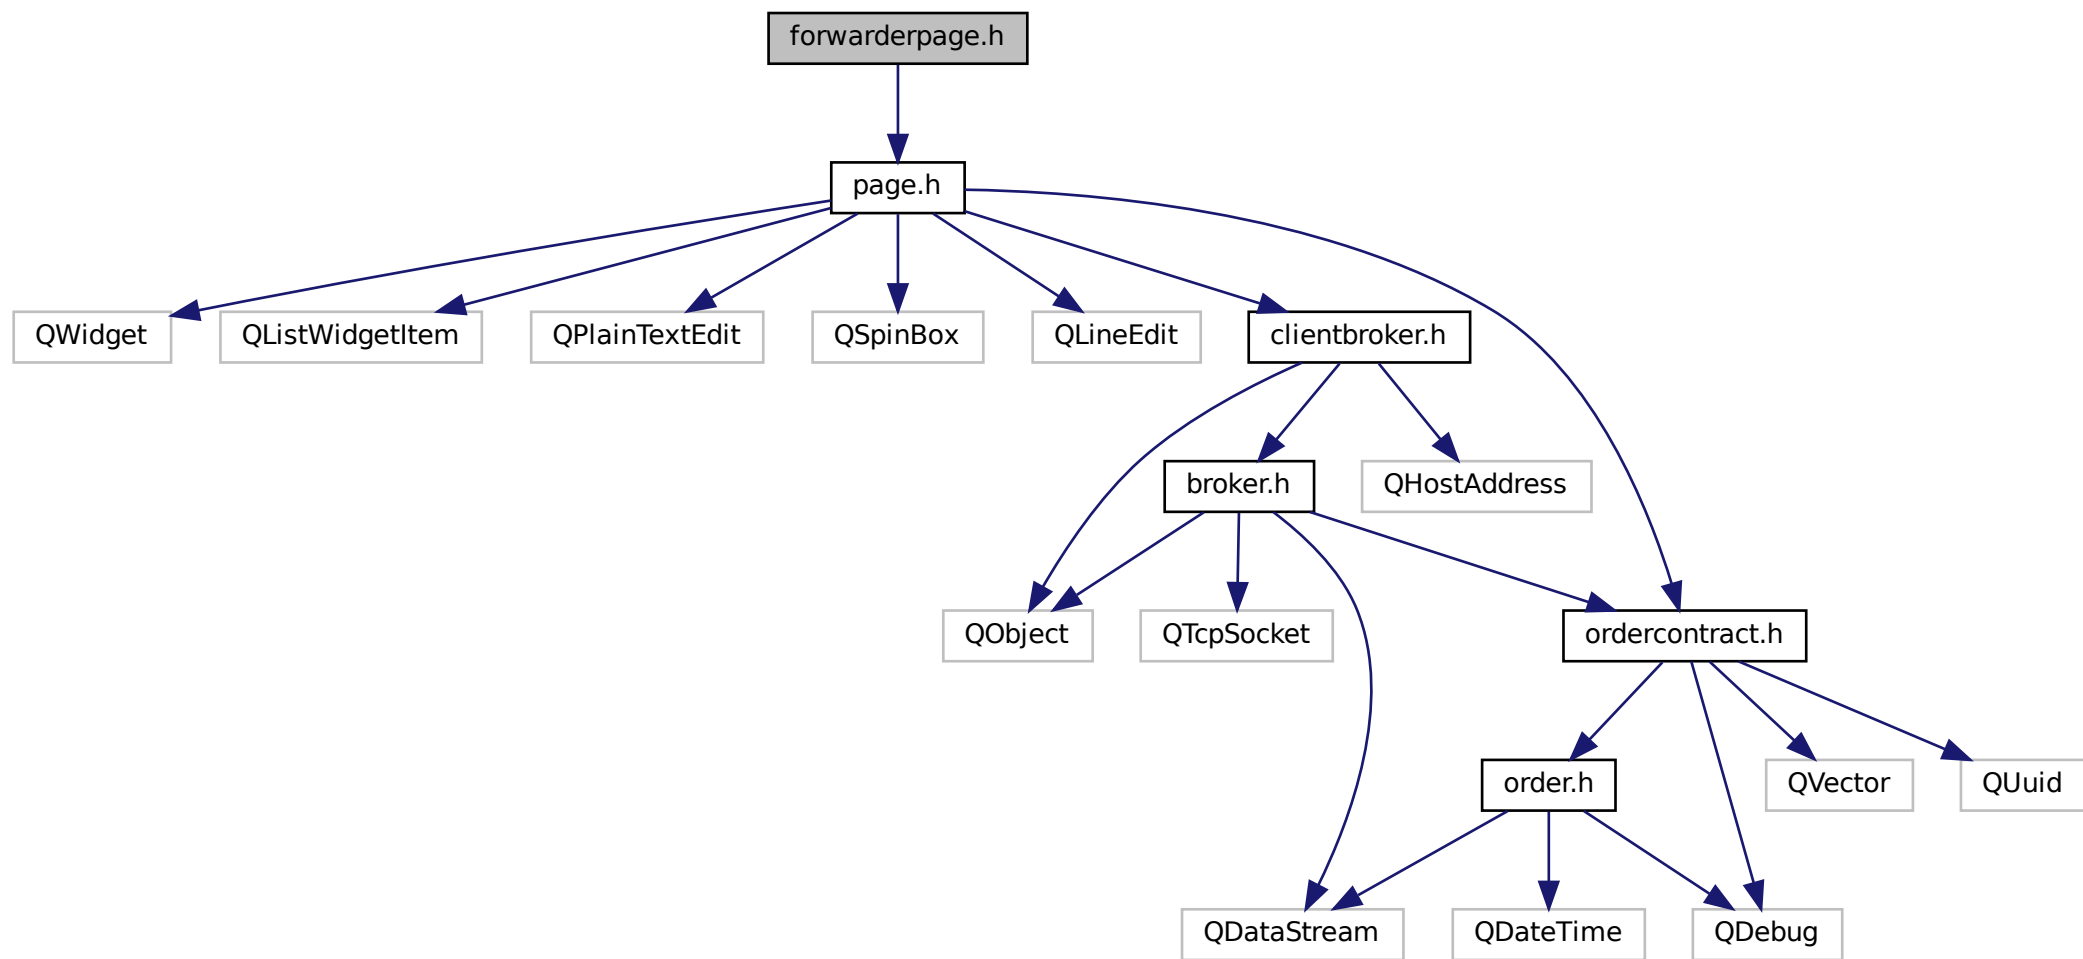 forwarderpage.h
page.h
QWidget
QListWidgetItem
QPlainTextEdit
QSpinBox
QLineEdit
clientbroker.h
broker.h
QHostAddress
QObject
QTcpSocket
ordercontract.h
order.h
QVector
QUuid
QDataStream
QDateTime
QDebug